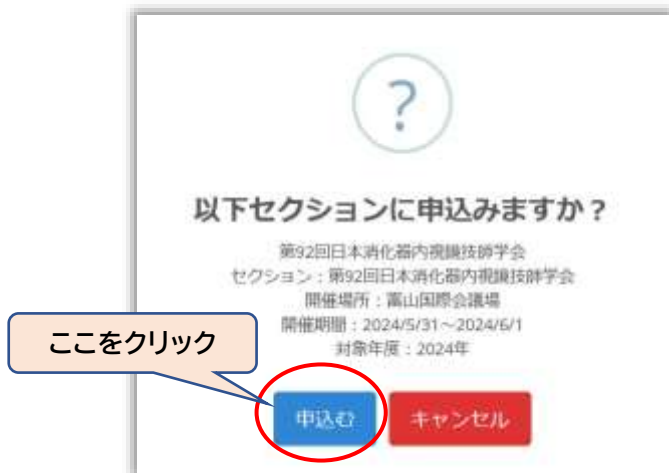 ?
以下セクションに申込みますか？
第92回日本消化器内視鏡技師学会
セクション：第92回日本消化器内視鏡技師学会
開催場所：富山国際会議場
開催期間：2024/5/31～2024/6/1
対象年度：2024年
ここをクリック
申込む
キャンセル